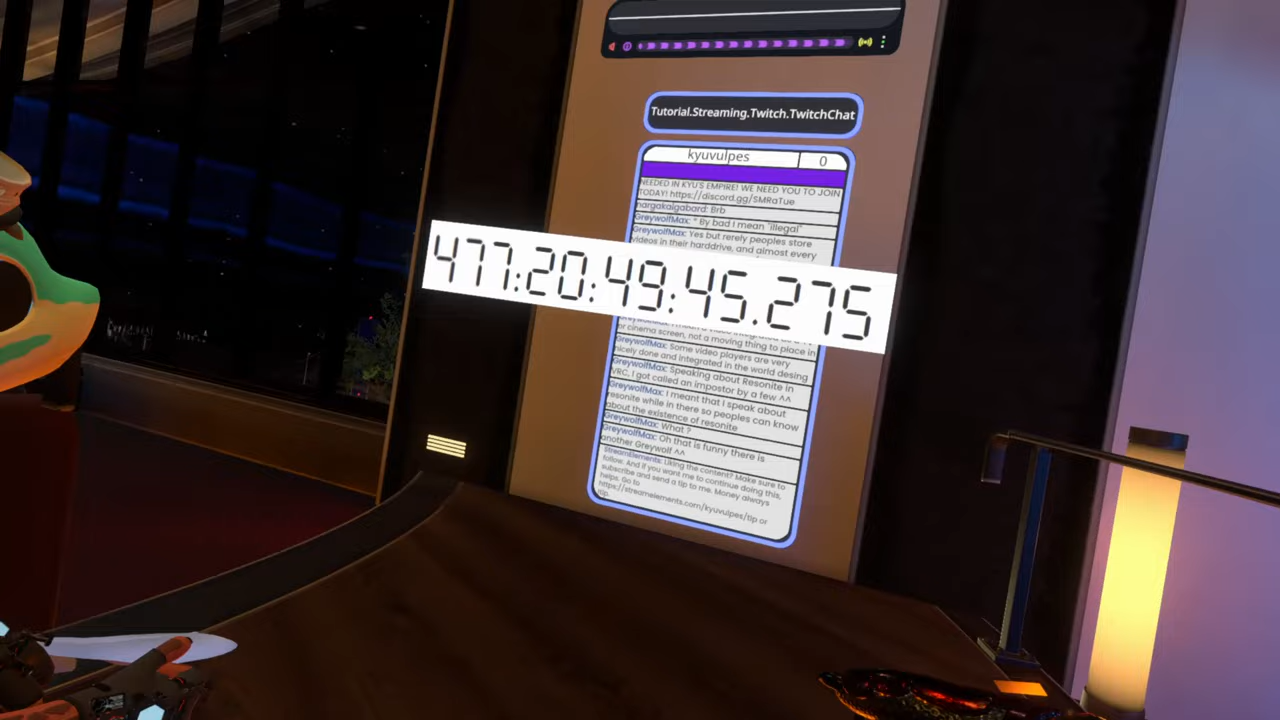 Tutorial.Streaming.Twitch.TwitchChat
kyuvulpes 0
NEEDED IN KYU'S EMPIRE! WE NEED YOU TO JOIN
TODAY! https://discord.gg/SMRaTue
nargakaigabard: Brb
GreywolfMax: " By bad I mean "illegal"
GreywolfMax: Yes but rerely peoples store
videos in their harddrive, and almost every
477:20:49:45.275
or cinema screen, not a moving thing to place in
GreywolfMax: Some video players are very
nicely done and integrated in the world desing
GreywolfMax: Speaking about Resonite in
VRC, I got called an impostor by a few ^^
GreywolfMax: I meant that I speak about
resonite while in there so peoples can know
about the existence of resonite
GreywolfMax: What ?
GreywolfMax: Oh that is funny there is
another Greywolf ^^
StreamElements: Liking the content? Make sure to
follow. And if you want me to continue doing this,
subscribe and send a tip to me. Money always
helps. Go to
https://streamelements.com/kyuvulpes/tip or
tip.